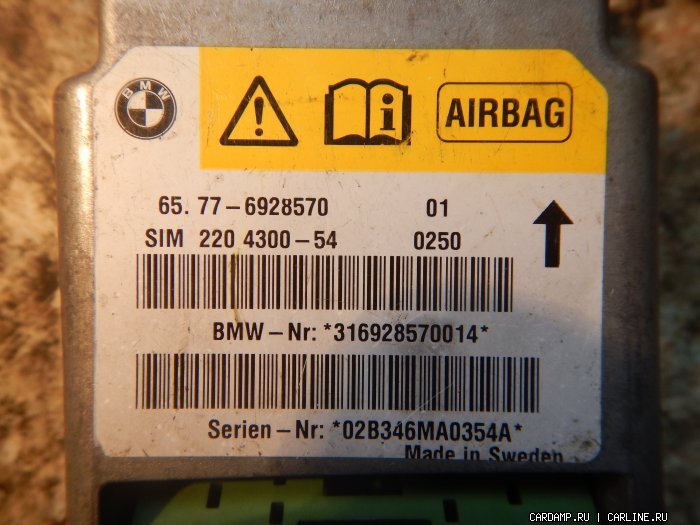 BMW
AIRBAG
65. 77-6928570 01
SIM 220 4300-54 0250
BMW-Nr: *316928570014*
Serien-Nr: *02B346MA0354A*
Made in Sweden
CARDAMP.RU | CARLINE.RU